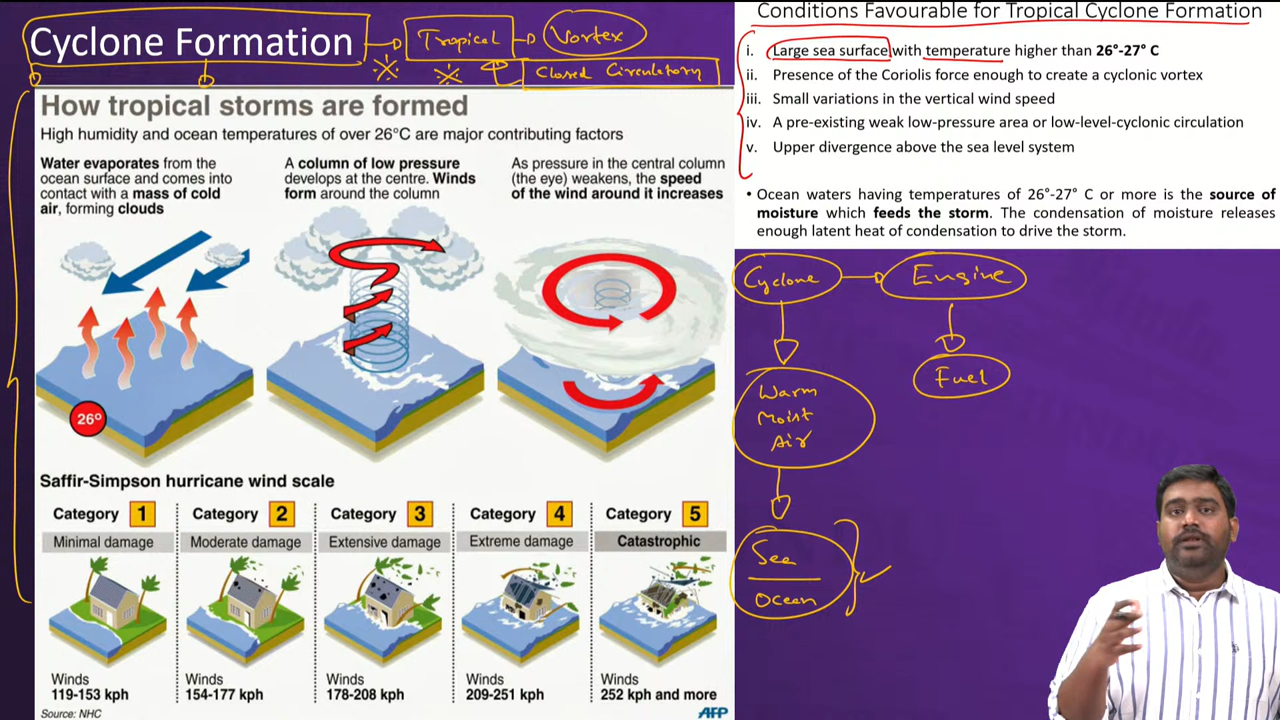 Cyclone Formation
Tropical
Vortex
Closed Circulatory
How tropical storms are formed
High humidity and ocean temperatures of over 26°C are major contributing factors
Water evaporates from the
ocean surface and comes into
contact with a mass of cold
air, forming clouds
A column of low pressure
develops at the centre. Winds
form around the column
As pressure in the central column
(the eye) weakens, the speed
of the wind around it increases
26°
Saffir-Simpson hurricane wind scale
Category 1
Minimal damage
Winds
119-153 kph
Category 2
Moderate damage
Winds
154-177 kph
Category 3
Extensive damage
Winds
178-208 kph
Category 4
Extreme damage
Winds
209-251 kph
Category 5
Catastrophic
Winds
252 kph and more
Source: NHC
AFP
Conditions Favourable for Tropical Cyclone Formation
i. Large sea surface with temperature higher than 26°-27° C
ii. Presence of the Coriolis force enough to create a cyclonic vortex
iii. Small variations in the vertical wind speed
iv. A pre-existing weak low-pressure area or low-level-cyclonic circulation
v. Upper divergence above the sea level system
• Ocean waters having temperatures of 26°-27° C or more is the source of
moisture which feeds the storm. The condensation of moisture releases
enough latent heat of condensation to drive the storm.
Cyclone
Engine
Fuel
Warm
Moist
Air
Sea
Ocean